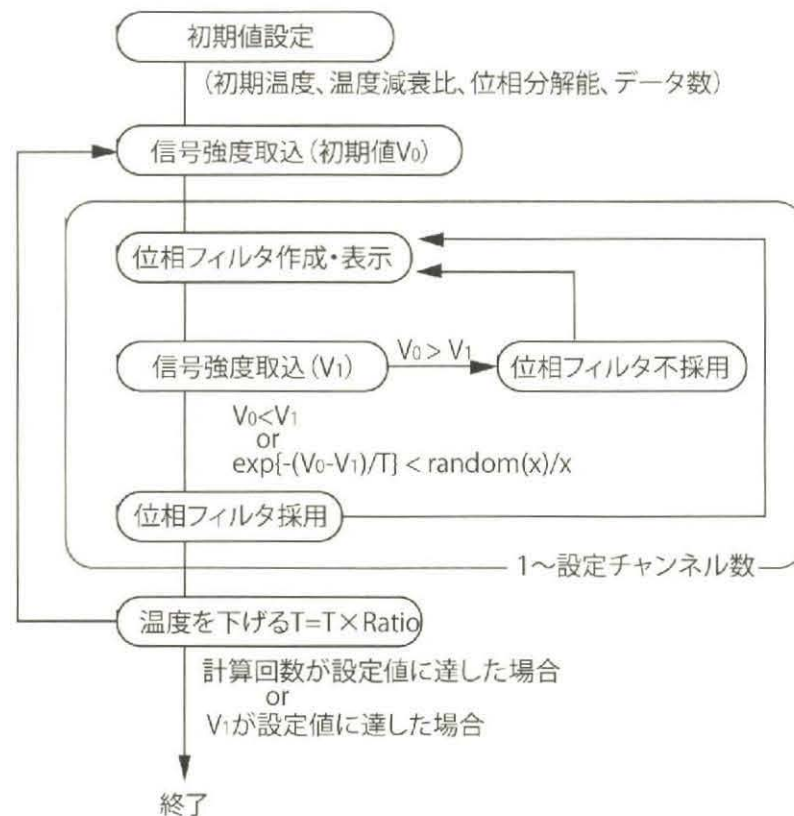 初期値設定
(初期温度、温度減衰比、位相分解能、データ数)
信号強度取込(初期値V0)
位相フィルタ作成・表示
信号強度取込(V1)
V0 > V1
位相フィルタ不採用
V0<V1
or
exp{-(V0-V1)/T} < random(x)/x
位相フィルタ採用
1〜設定チャンネル数
温度を下げるT=T×Ratio
計算回数が設定値に達した場合
or
V1が設定値に達した場合
終了